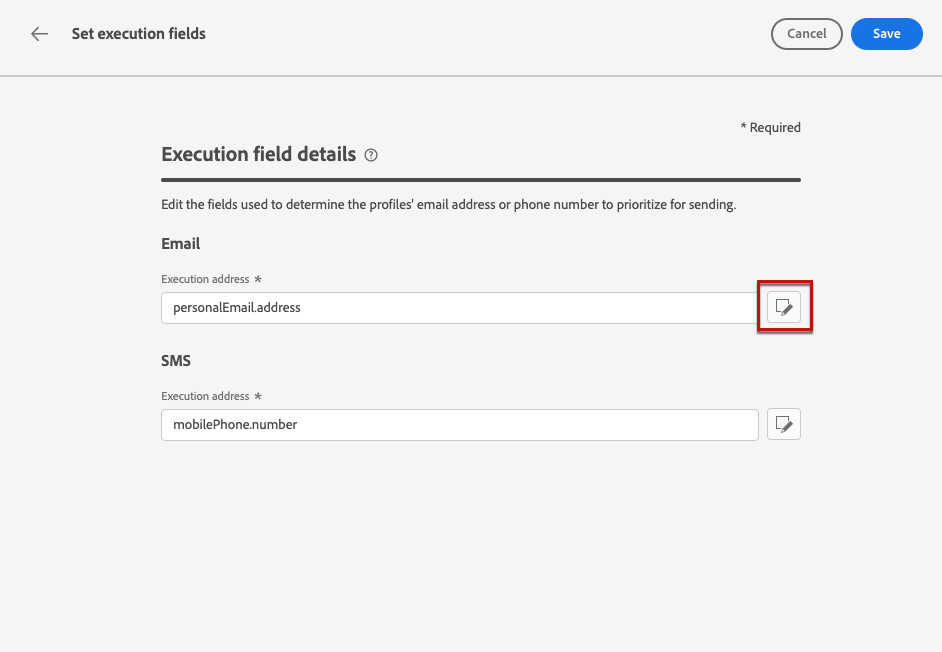 Set execution fields
Cancel
Save
* Required
Execution field details
Edit the fields used to determine the profiles' email address or phone number to prioritize for sending.
Email
Execution address *
personalEmail.address
SMS
Execution address *
mobilePhone.number